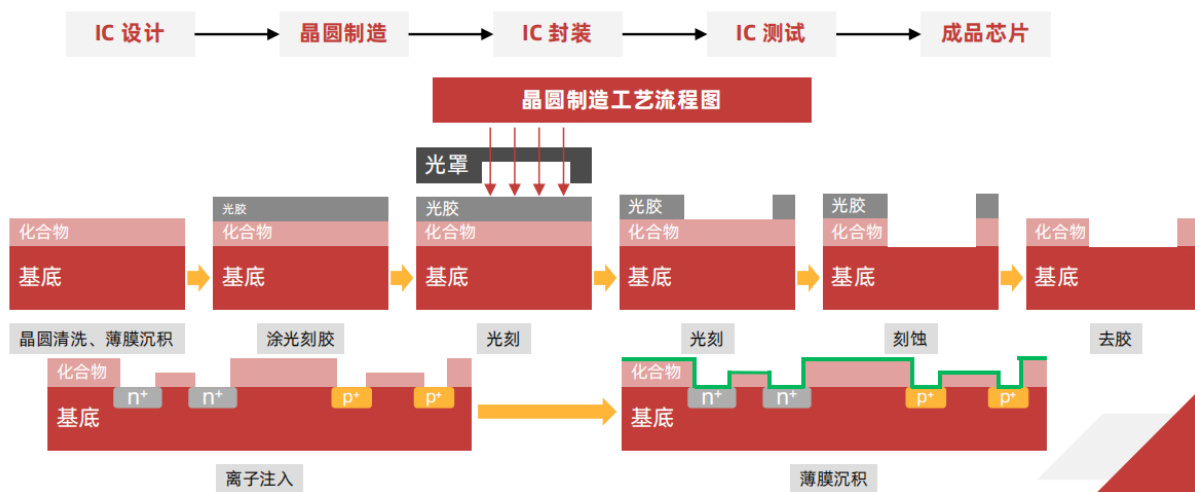 IC 设计
晶圆制造
IC 封装
IC 测试
成品芯片
晶圆制造工艺流程图
光罩
化合物
基底
光胶
化合物
基底
光胶
化合物
基底
光胶
化合物
基底
光胶
化合物
基底
化合物
基底
晶圆清洗、薄膜沉积
涂光刻胶
光刻
光刻
刻蚀
去胶
化合物
n⁺
n⁺
p⁺
p⁺
基底
化合物
n⁺
n⁺
p⁺
p⁺
基底
离子注入
薄膜沉积